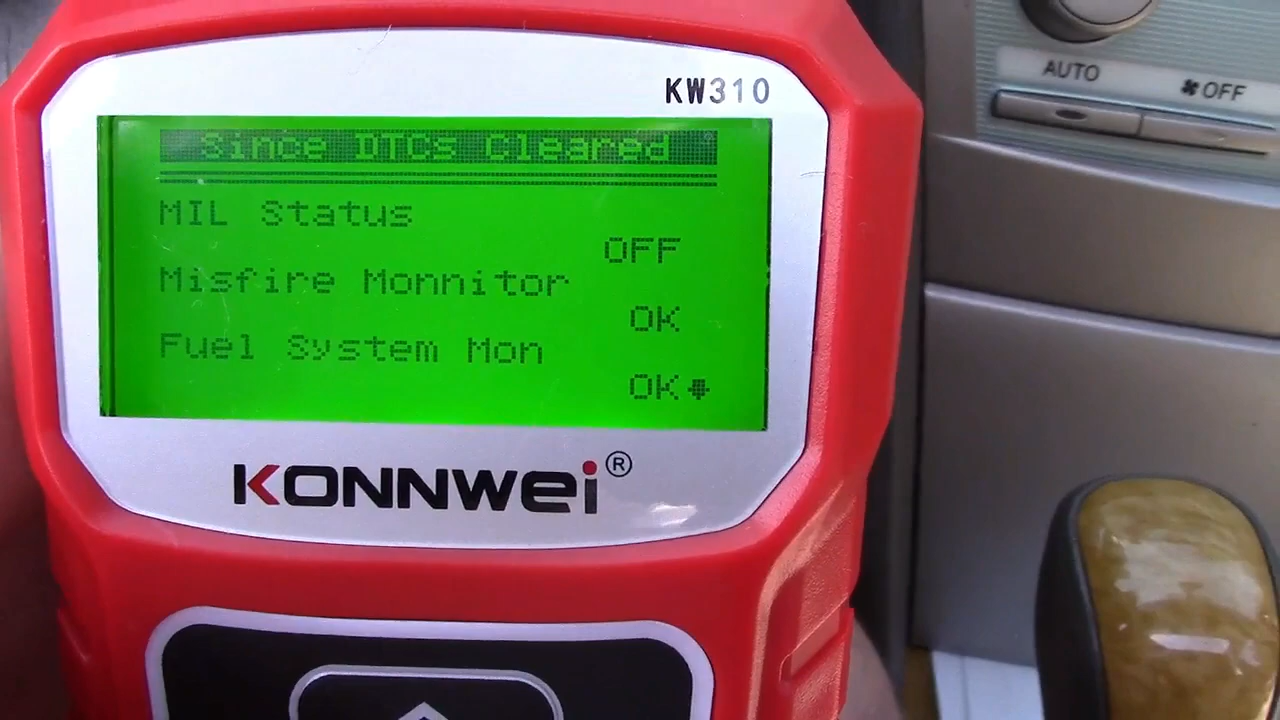 KW310
AUTO
OFF
Since DTCs Cleared
MIL Status
OFF
Misfire Monnitor
OK
Fuel System Mon
OK
KONNWEi®